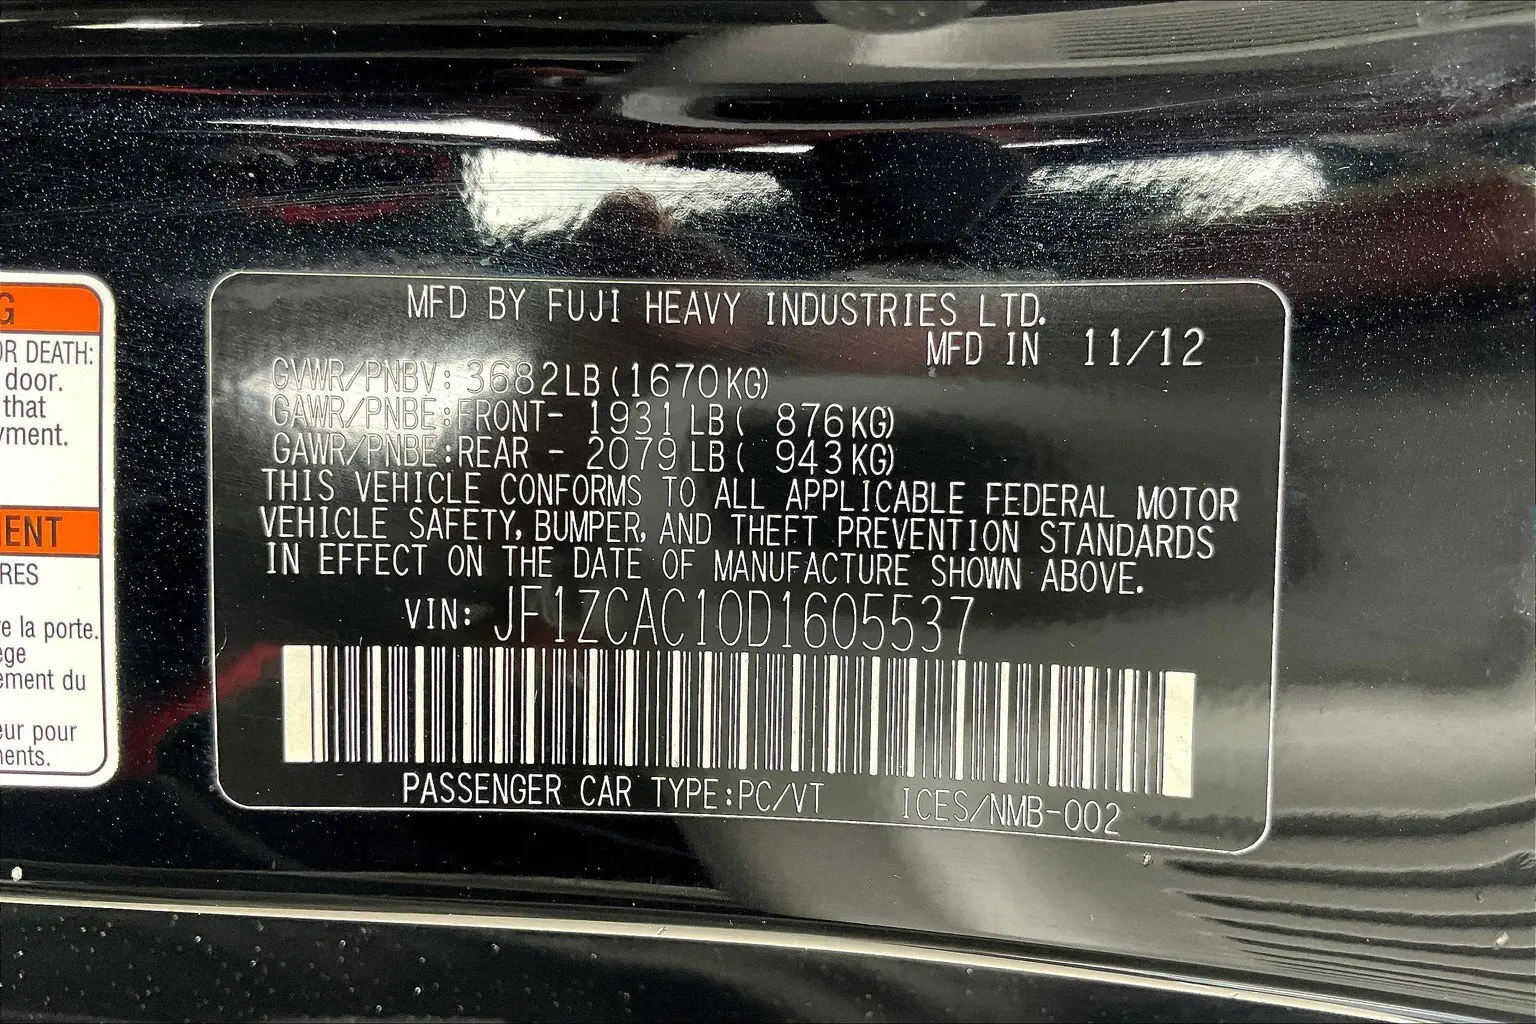 G
OR DEATH:
door.
that
yment.
MENT
RES
re la porte.
ège
ement du
eur pour
nents.
MFD BY FUJI HEAVY INDUSTRIES LTD.
MFD IN 11/12
GVWR/PNBV: 3682LB(1670KG)
GAWR/PNBE:FRONT- 1931 LB( 876KG)
GAWR/PNBE:REAR - 2079 LB( 943KG)
THIS VEHICLE CONFORMS TO ALL APPLICABLE FEDERAL MOTOR
VEHICLE SAFETY, BUMPER, AND THEFT PREVENTION STANDARDS
IN EFFECT ON THE DATE OF MANUFACTURE SHOWN ABOVE.
VIN: JF1ZCAC10D1605537
PASSENGER CAR TYPE:PC/VT ICES/NMB-002